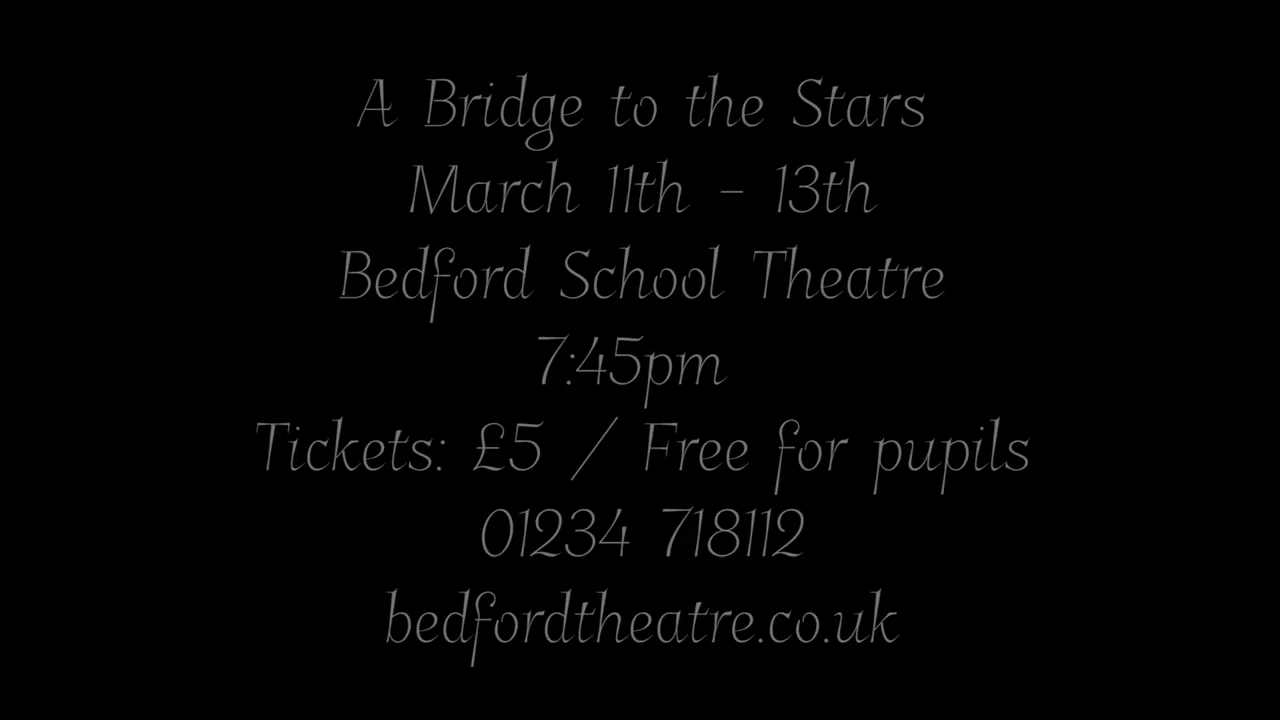 A Bridge to the Stars
March 11th - 13th
Bedford School Theatre
7:45pm
Tickets: £5 / Free for pupils
01234 718112
bedfordtheatre.co.uk